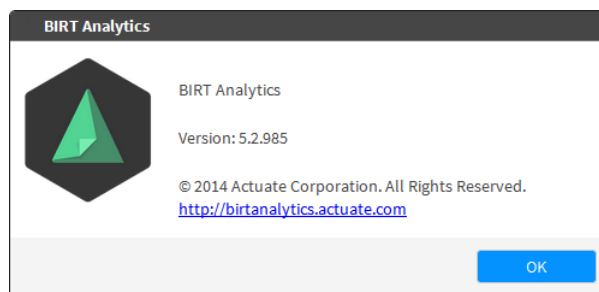 BIRT Analytics
BIRT Analytics
Version: 5.2.985
© 2014 Actuate Corporation. All Rights Reserved.
http://birtanalytics.actuate.com
OK